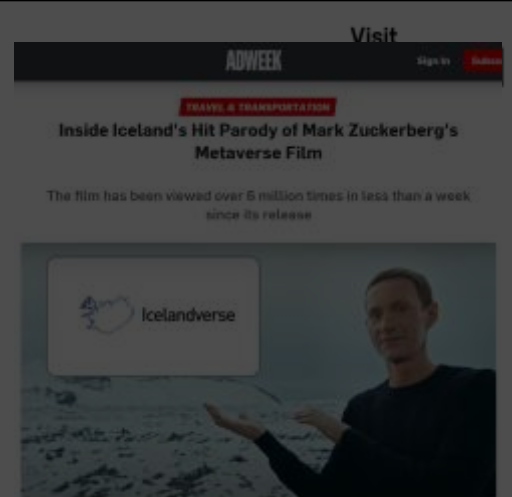 Visit
ADWEEK
Sign In Subsc
TRAVEL & TRANSPORTATION
Inside Iceland's Hit Parody of Mark Zuckerberg's
Metaverse Film
The film has been viewed over 6 million times in less than a week
since its release
Icelandverse